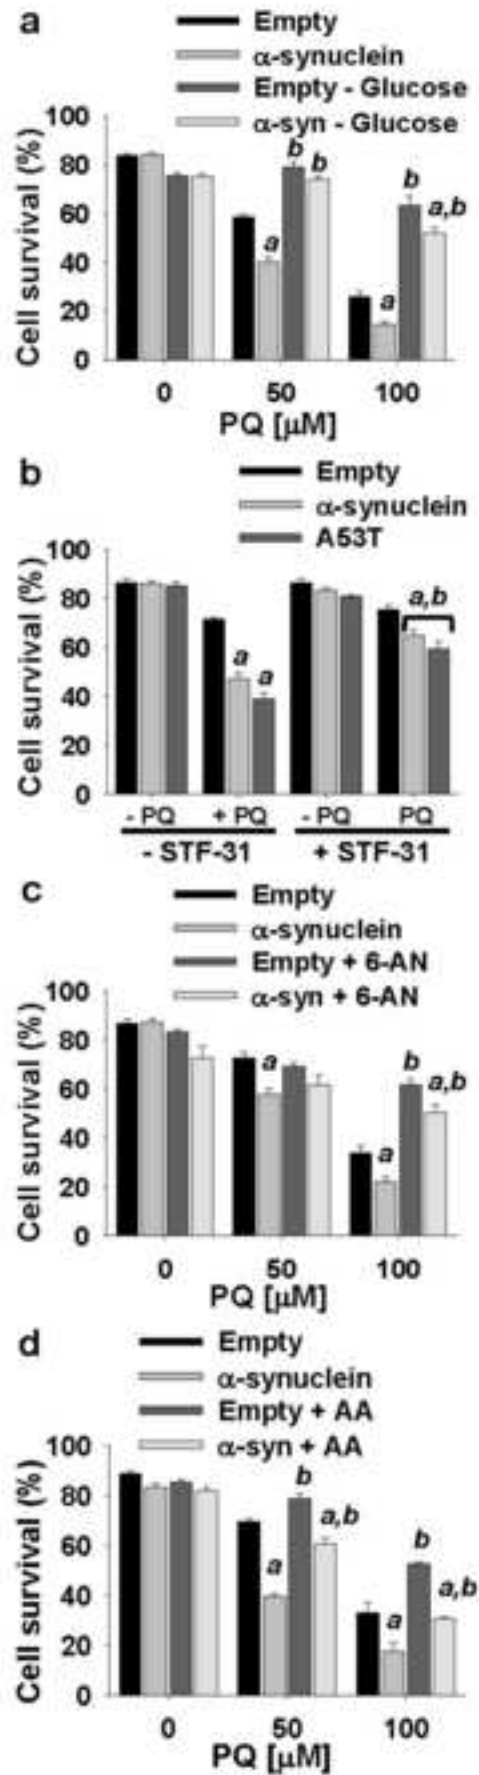 a
Empty
α-synuclein
Empty - Glucose
α-syn - Glucose
Cell survival (%)
100
80
60
40
20
0
a
b
b
a
b
a,b
0 50 100
PQ [μM]
b
Empty
α-synuclein
A53T
Cell survival (%)
100
80
60
40
20
0
a
a
a,b
- PQ + PQ - PQ PQ
- STF-31 + STF-31
c
Empty
α-synuclein
Empty + 6-AN
α-syn + 6-AN
Cell survival (%)
100
80
60
40
20
0
a
a
b
a,b
0 50 100
PQ [μM]
d
Empty
α-synuclein
Empty + AA
α-syn + AA
Cell survival (%)
100
80
60
40
20
0
a
b
a,b
a
b
a,b
0 50 100
PQ [μM]